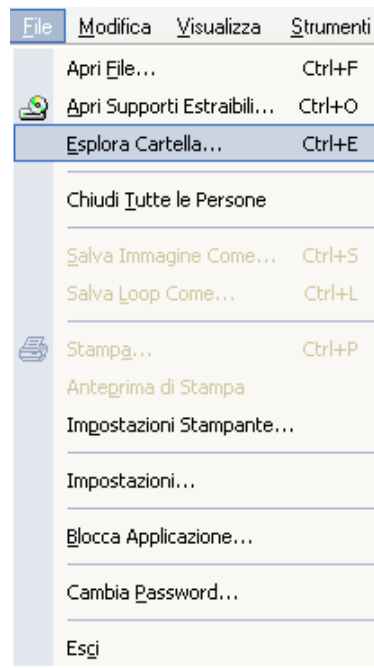 File Modifica Visualizza Strumenti
Apri File... Ctrl+F
Apri Supporti Estraibili... Ctrl+O
Esplora Cartella... Ctrl+E
Chiudi Tutte le Persone
Salva Immagine Come... Ctrl+S
Salva Loop Come... Ctrl+L
Stampa... Ctrl+P
Anteprima di Stampa
Impostazioni Stampante...
Impostazioni...
Blocca Applicazione...
Cambia Password...
Esci